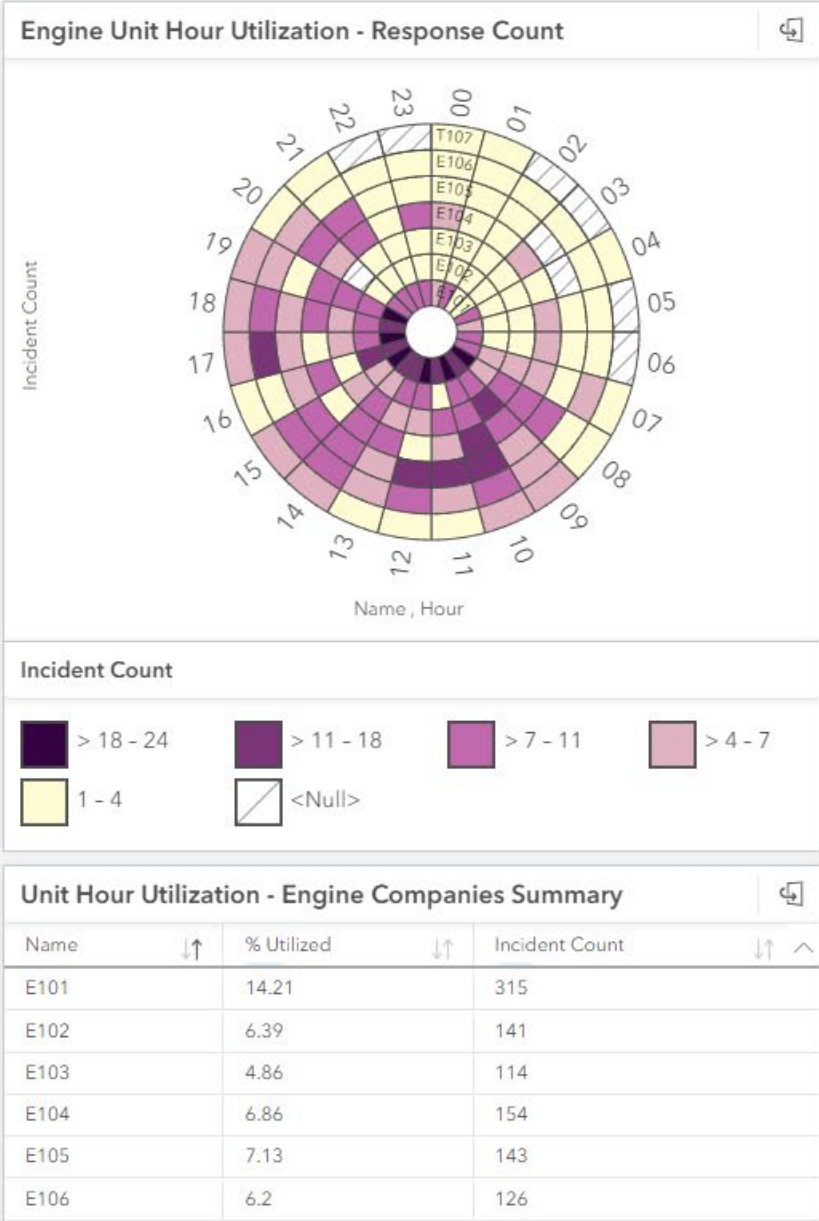 Engine Unit Hour Utilization - Response Count
00
01
02
03
04
05
06
07
08
09
10
11
12
13
14
15
16
17
18
19
20
21
22
23
T107
E106
E105
E104
E103
E102
E101
Incident Count
Name , Hour
Incident Count
> 18 – 24 > 11 – 18 > 7 – 11 > 4 – 7
1 – 4 <Null>
Unit Hour Utilization - Engine Companies Summary
Name % Utilized Incident Count
E101 14.21 315
E102 6.39 141
E103 4.86 114
E104 6.86 154
E105 7.13 143
E106 6.2 126